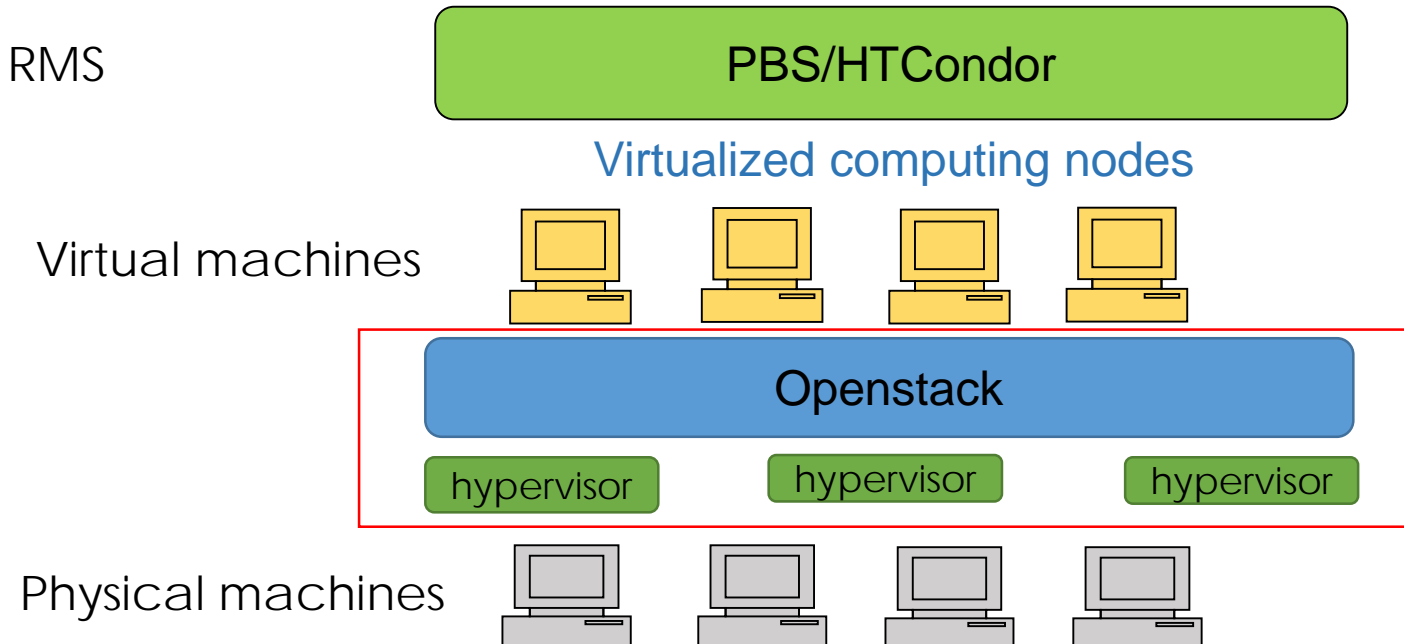 RMS
PBS/HTCondor
Virtualized computing nodes
Virtual machines
Openstack
hypervisor
hypervisor
hypervisor
Physical machines